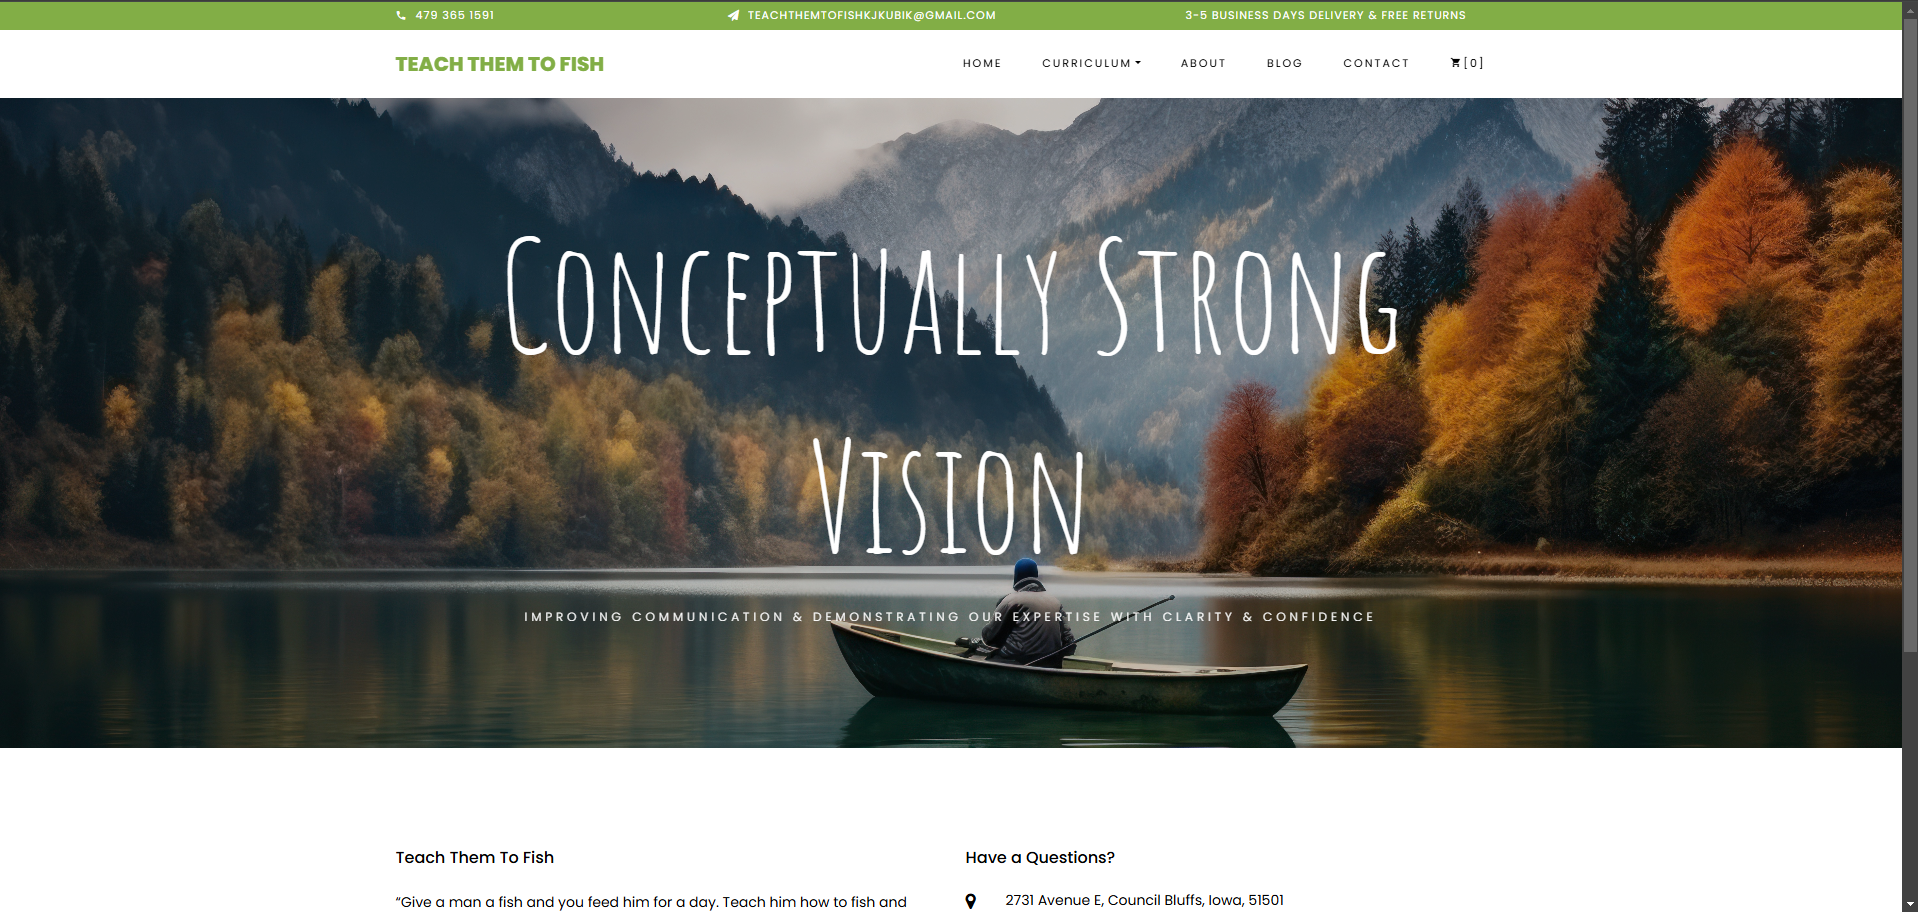 479 365 1591
TEACHTHEMTOFISHKJKUBIK@GMAIL.COM
3-5 BUSINESS DAYS DELIVERY & FREE RETURNS
TEACH THEM TO FISH
HOME
CURRICULUM
ABOUT
BLOG
CONTACT
[0]
Conceptually Strong
Vision
IMPROVING COMMUNICATION & DEMONSTRATING OUR EXPERTISE WITH CLARITY & CONFIDENCE
Teach Them To Fish
“Give a man a fish and you feed him for a day. Teach him how to fish and
Have a Questions?
2731 Avenue E, Council Bluffs, Iowa, 51501